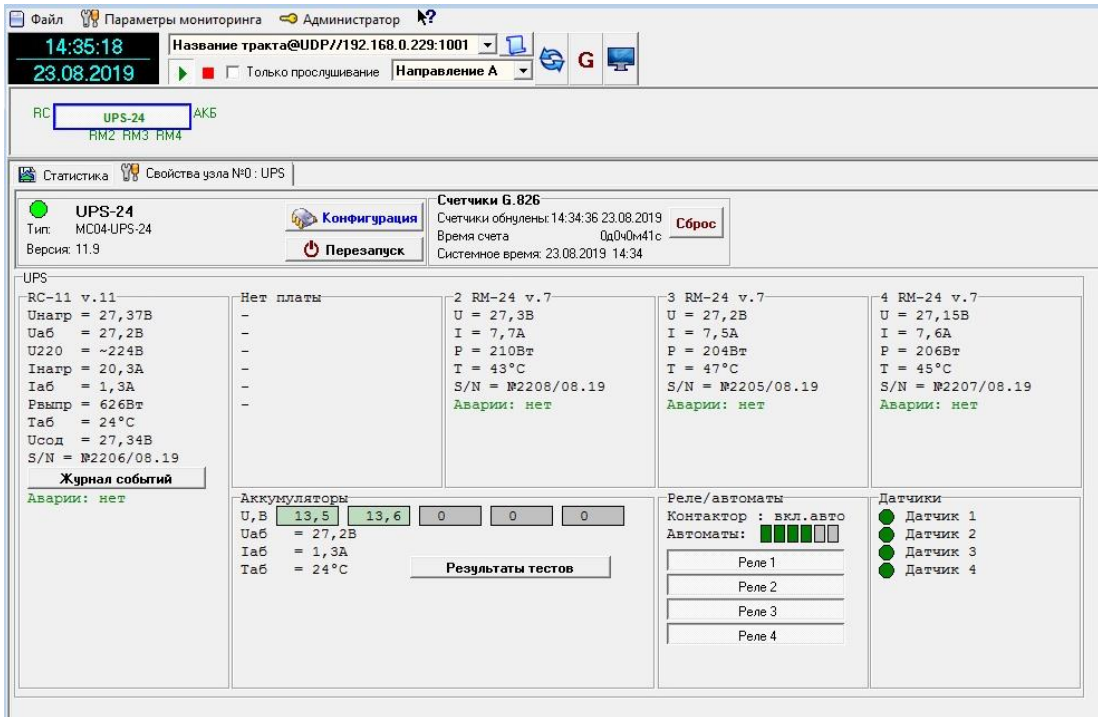 Файл Параметры мониторинга Администратор
14:35:18
23.08.2019
Название тракта@UDP//192.168.0.229:1001
Только прослушивание Направление А
G
RC UPS-24 АКБ
RM2 RM3 RM4
Статистика Свойства узла №0 : UPS
UPS-24
Тип: MC04-UPS-24
Версия: 11.9
Конфигурация
Перезапуск
Счетчики G.826
Счетчики обнулены: 14:34:36 23.08.2019
Время счета 0д0ч0м41с
Системное время: 23.08.2019 14:34
Сброс
UPS
RC-11 v.11
Uнагр = 27,37В
Uаб = 27,2В
U220 = ~224В
Iнагр = 20,3А
Iаб = 1,3А
Pвыпр = 626Вт
Tаб = 24°C
Uсод = 27,34В
S/N = №2206/08.19
Журнал событий
Аварии: нет
Нет платы
–
–
–
–
–
–
2 RM-24 v.7
U = 27,3В
I = 7,7А
P = 210Вт
T = 43°C
S/N = №2208/08.19
Аварии: нет
3 RM-24 v.7
U = 27,2В
I = 7,5А
P = 204Вт
T = 47°C
S/N = №2205/08.19
Аварии: нет
4 RM-24 v.7
U = 27,15В
I = 7,6А
P = 206Вт
T = 45°C
S/N = №2207/08.19
Аварии: нет
Аккумуляторы
U,В 13,5 13,6 0 0 0
Uаб = 27,2В
Iаб = 1,3А
Tаб = 24°C
Результаты тестов
Реле/автоматы
Контактор : вкл.авто
Автоматы:
Реле 1
Реле 2
Реле 3
Реле 4
Датчики
Датчик 1
Датчик 2
Датчик 3
Датчик 4